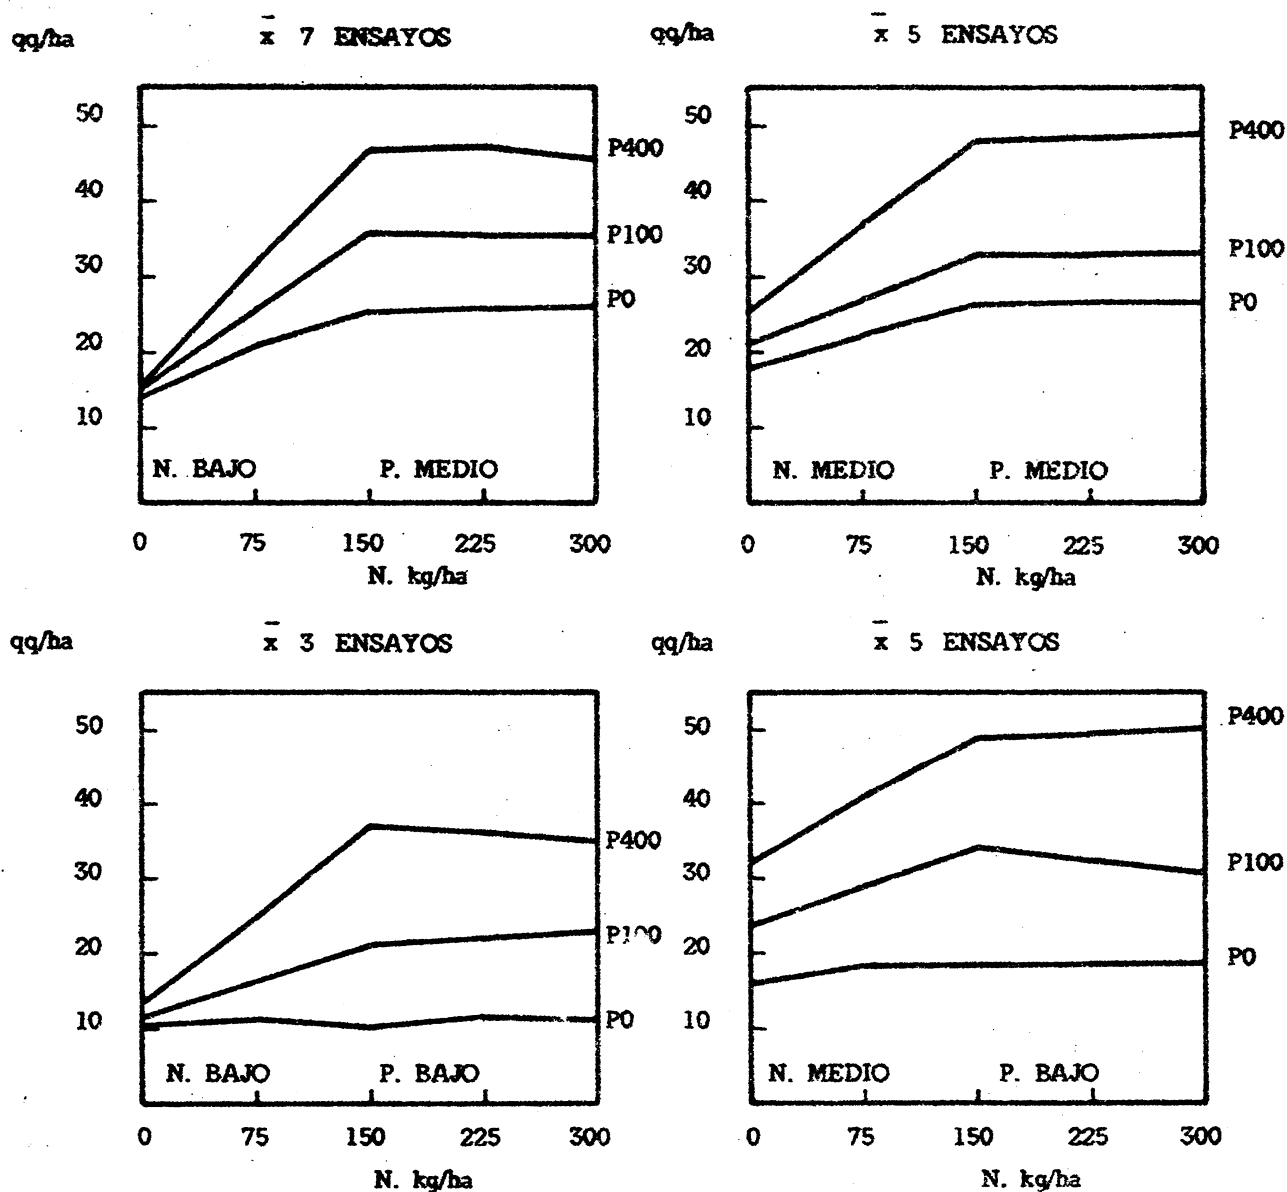 qq/ha x̄ 7 ENSAYOS
50
40
30
20
10
P400
P100
P0
N. BAJO P. MEDIO
0 75 150 225 300
N. kg/ha
qq/ha x̄ 5 ENSAYOS
50
40
30
20
10
P400
P100
P0
N. MEDIO P. MEDIO
0 75 150 225 300
N. kg/ha
qq/ha x̄ 3 ENSAYOS
50
40
30
20
10
P400
P100
P0
N. BAJO P. BAJO
0 75 150 225 300
N. kg/ha
qq/ha x̄ 5 ENSAYOS
50
40
30
20
10
P400
P100
P0
N. MEDIO P. BAJO
0 75 150 225 300
N. kg/ha